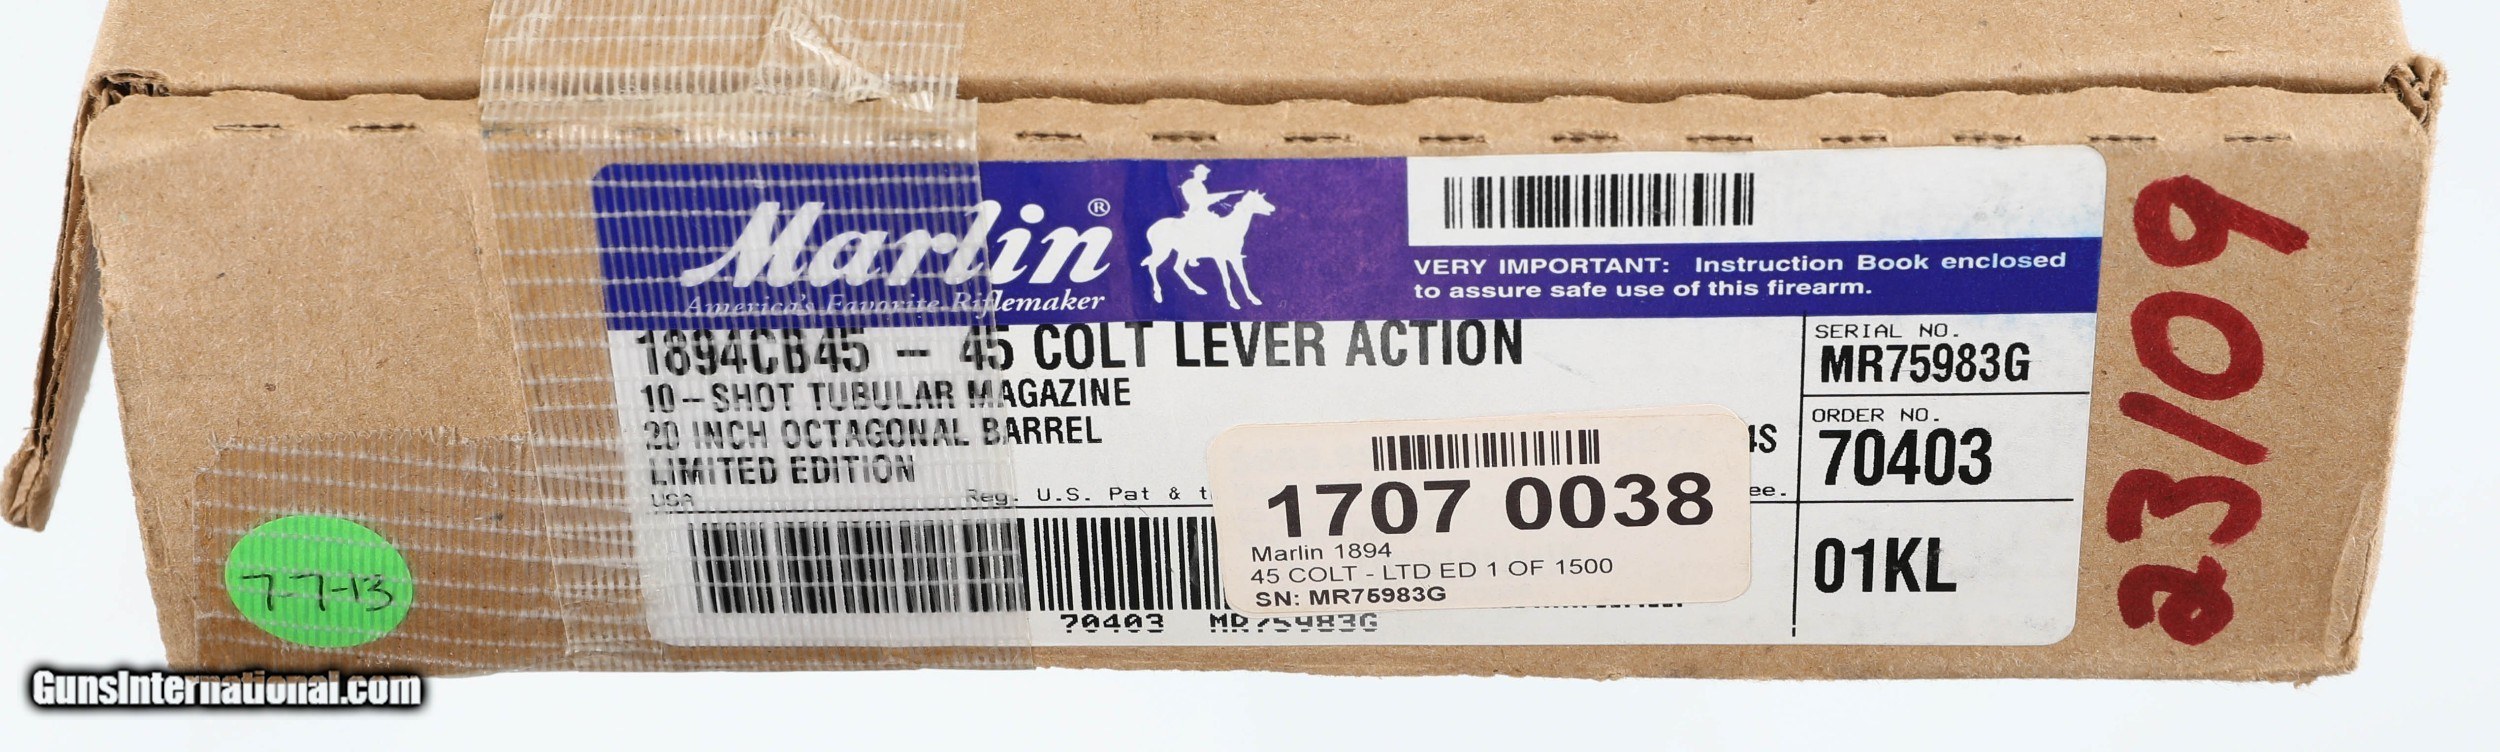 Marlin®
America's Favorite Riflemaker
VERY IMPORTANT: Instruction Book enclosed
to assure safe use of this firearm.
1894CB45 - 45 COLT LEVER ACTION
10-SHOT TUBULAR MAGAZINE
20 INCH OCTAGONAL BARREL
LIMITED EDITION
USA
Reg. U.S. Pat & t
ee.
4S
SERIAL NO.
MR75983G
ORDER NO.
70403
01KL
1707 0038
Marlin 1894
45 COLT - LTD ED 1 OF 1500
SN: MR75983G
70403 MR75983G
23109
7-7-13
GunsInternational.com